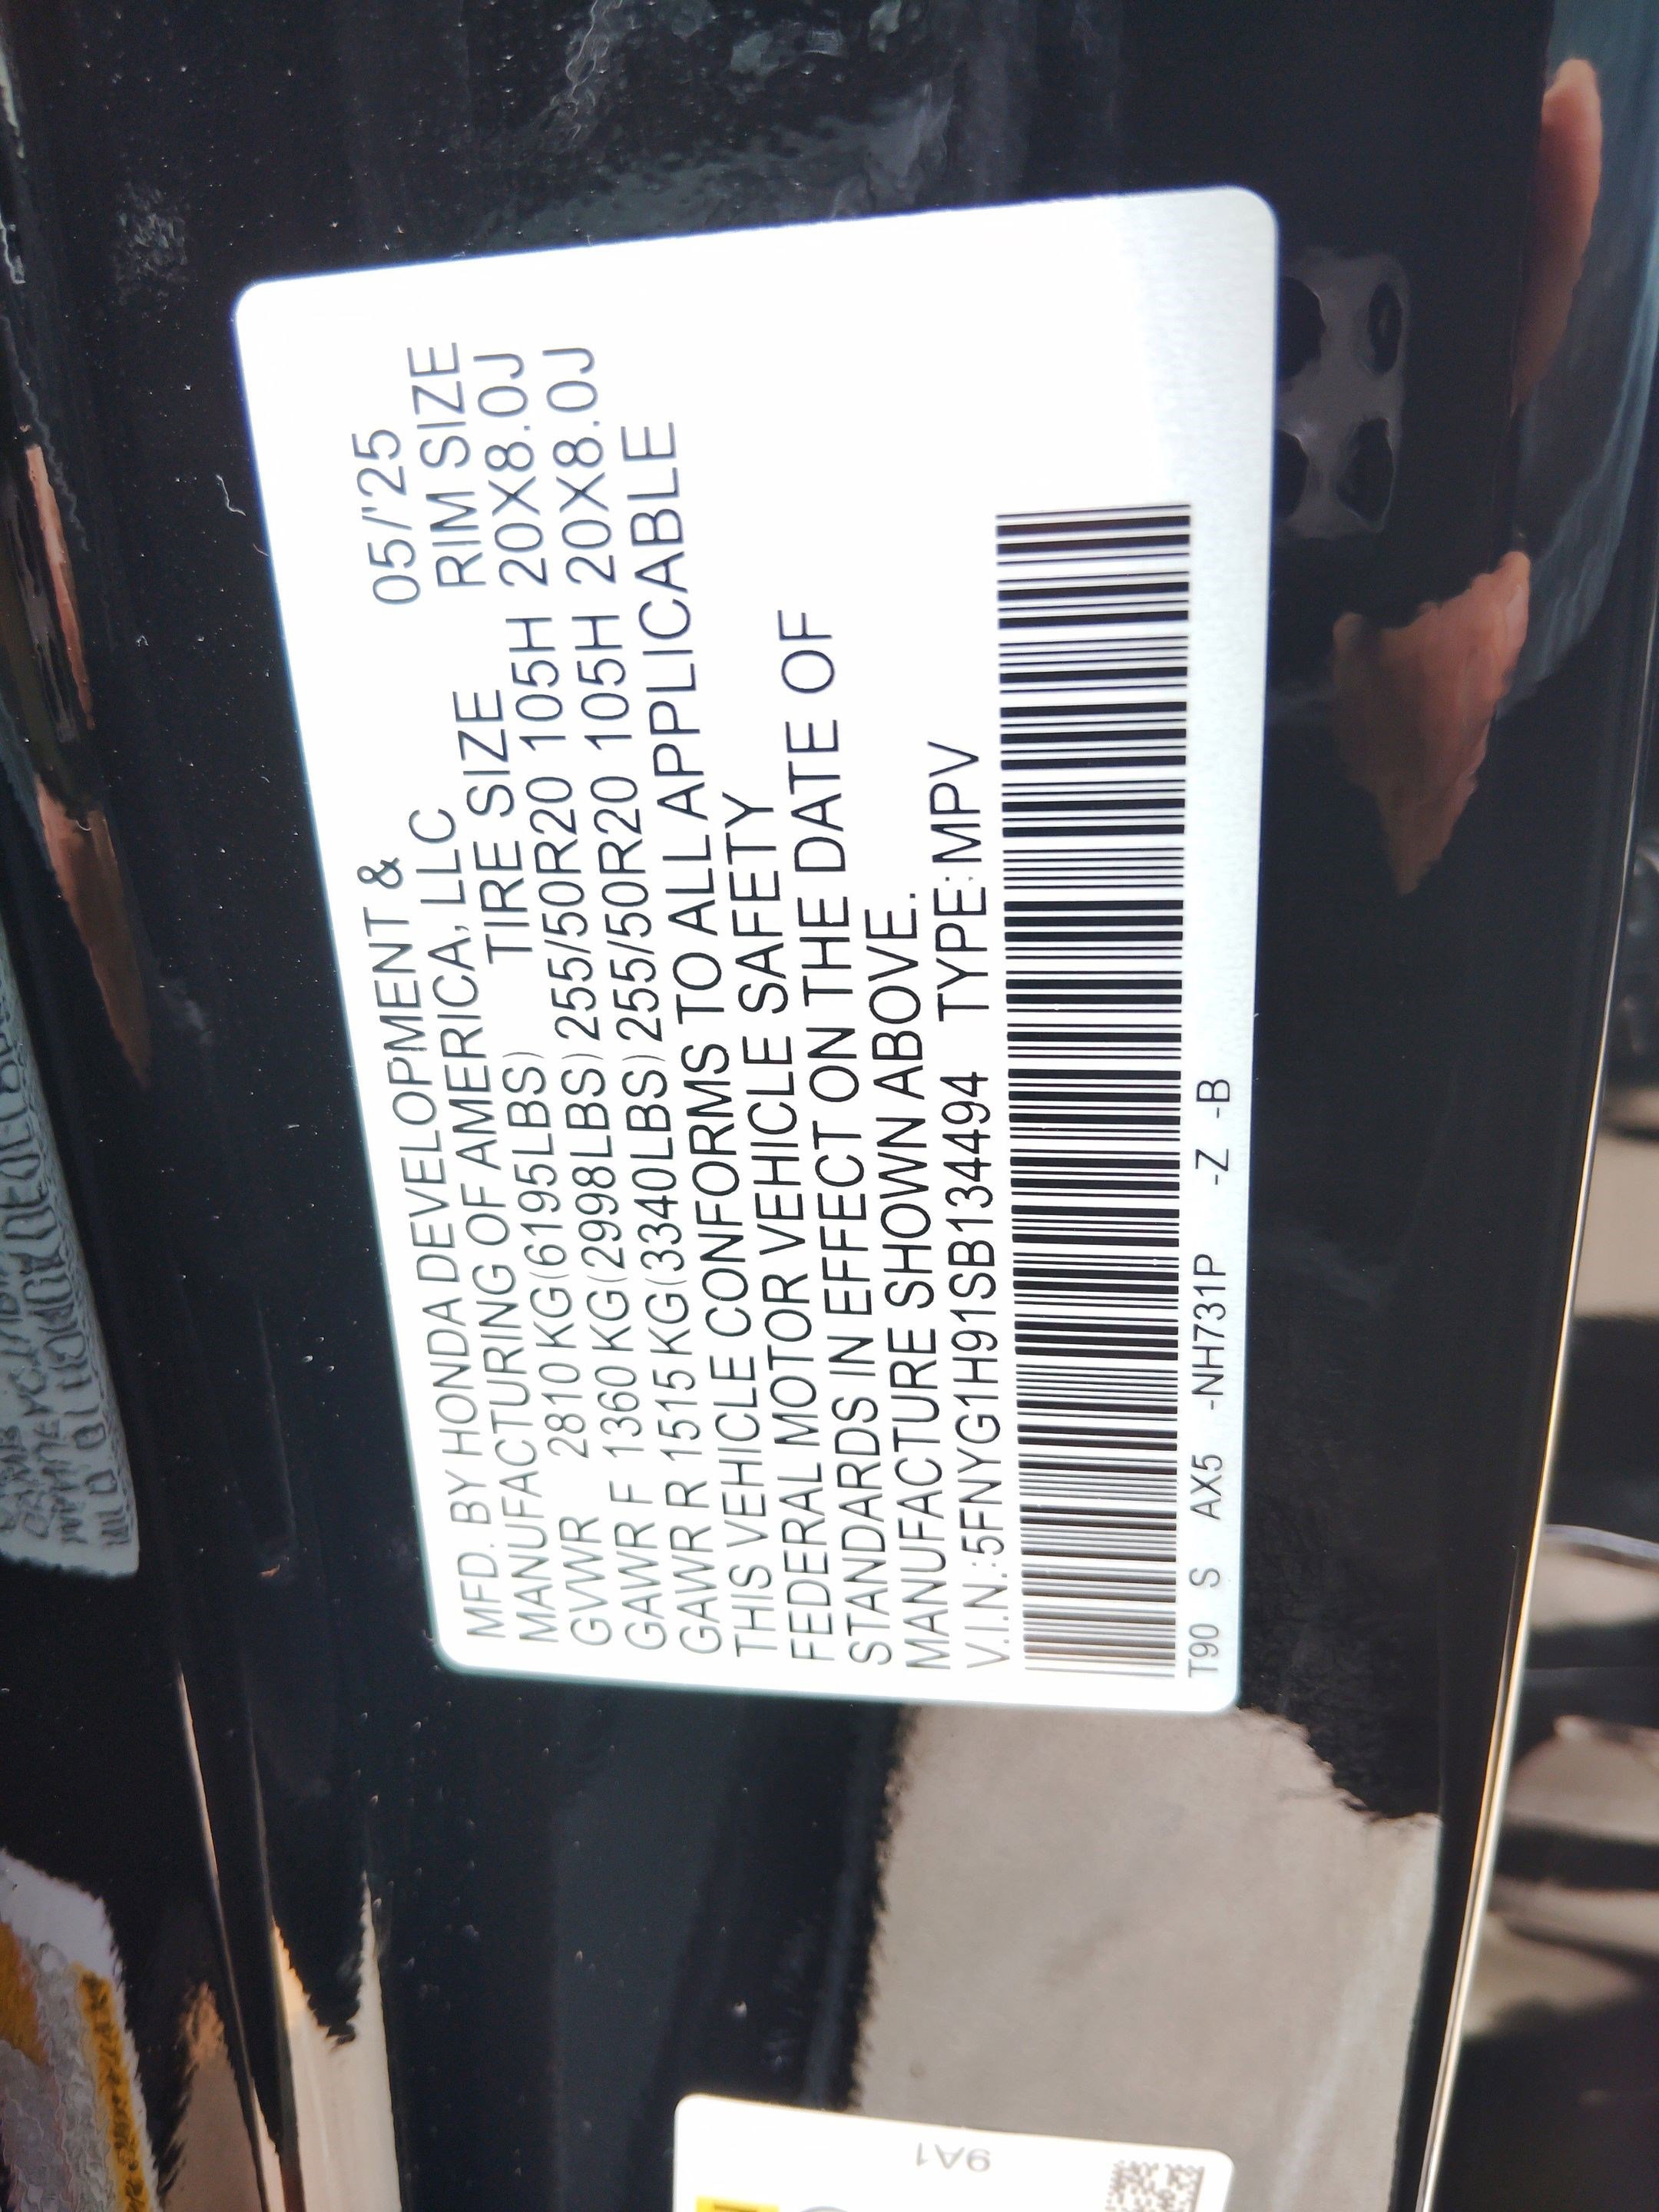 MFD. BY HONDA DEVELOPMENT & 05/'25
MANUFACTURING OF AMERICA, LLC RIM SIZE
TIRE SIZE
GVWR 2810 KG(6195LBS)
GAWR F 1360 KG(2998LBS) 255/50R20 105H 20X8.0J
GAWR R 1515 KG(3340LBS) 255/50R20 105H 20X8.0J
THIS VEHICLE CONFORMS TO ALL APPLICABLE
FEDERAL MOTOR VEHICLE SAFETY
STANDARDS IN EFFECT ON THE DATE OF
MANUFACTURE SHOWN ABOVE.
V.I.N.:5FNYG1H91SB134494 TYPE:MPV
T90 S AX5 -NH731P -Z -B
9A1